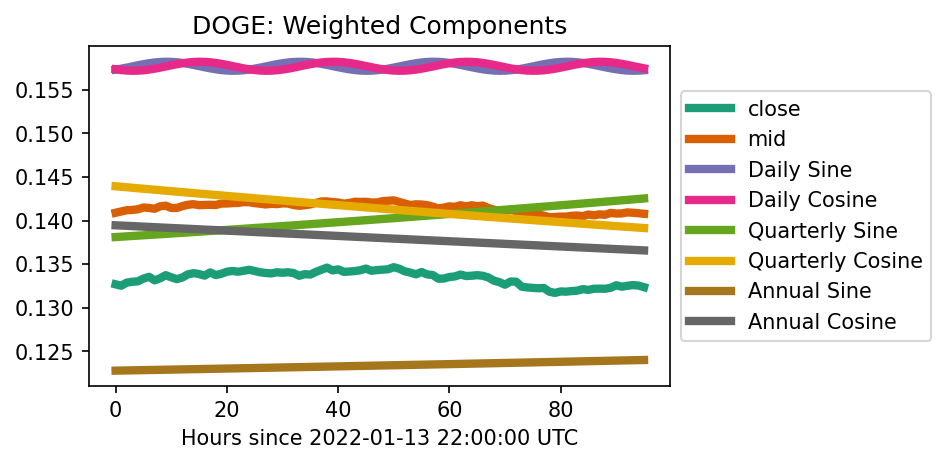 DOGE: Weighted Components
0.155
0.150
0.145
0.140
0.135
0.130
0.125
0 20 40 60 80
Hours since 2022-01-13 22:00:00 UTC
close
mid
Daily Sine
Daily Cosine
Quarterly Sine
Quarterly Cosine
Annual Sine
Annual Cosine